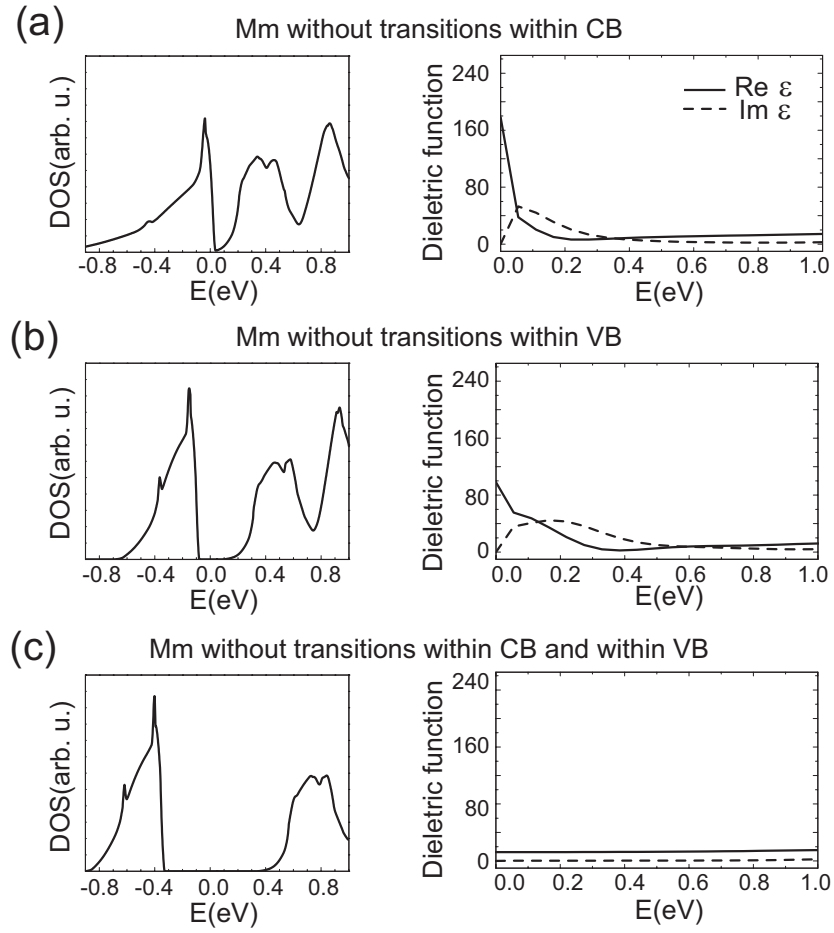 (a)
Mm without transitions within CB
DOS(arb. u.)
-0.8 -0.4 0.0 0.4 0.8
E(eV)
Dieletric function
240
160
80
40
0
0.0 0.2 0.4 0.6 0.8 1.0
E(eV)
Re ε
Im ε
(b)
Mm without transitions within VB
DOS(arb. u.)
-0.8 -0.4 0.0 0.4 0.8
E(eV)
Dieletric function
240
160
80
40
0
0.0 0.2 0.4 0.6 0.8 1.0
E(eV)
(c)
Mm without transitions within CB and within VB
DOS(arb. u.)
-0.8 -0.4 0.0 0.4 0.8
E(eV)
Dieletric function
240
160
80
40
0
0.0 0.2 0.4 0.6 0.8 1.0
E(eV)